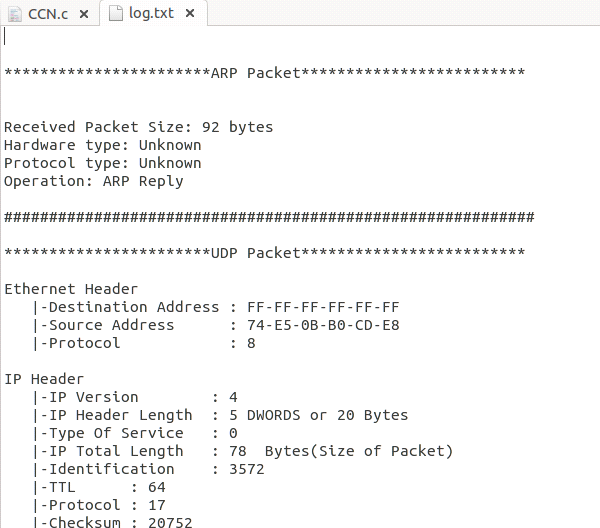 CCN.c × log.txt ×
***********************ARP Packet*************************
Received Packet Size: 92 bytes
Hardware type: Unknown
Protocol type: Unknown
Operation: ARP Reply
###########################################################
***********************UDP Packet*************************
Ethernet Header
   |-Destination Address : FF-FF-FF-FF-FF-FF
   |-Source Address      : 74-E5-0B-B0-CD-E8
   |-Protocol            : 8
IP Header
   |-IP Version        : 4
   |-IP Header Length  : 5 DWORDS or 20 Bytes
   |-Type Of Service   : 0
   |-IP Total Length   : 78  Bytes(Size of Packet)
   |-Identification    : 3572
   |-TTL      : 64
   |-Protocol : 17
   |-Checksum : 20752